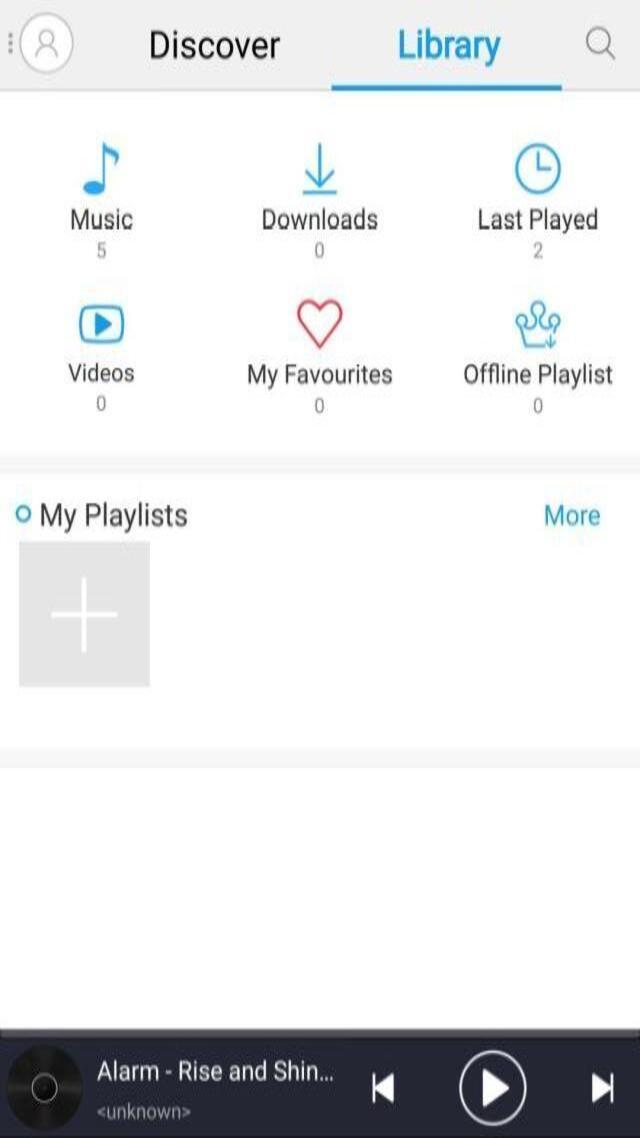 Discover Library
Music Downloads Last Played
5 0 2
Videos My Favourites Offline Playlist
0 0 0
My Playlists More
Alarm - Rise and Shin...
<unknown>